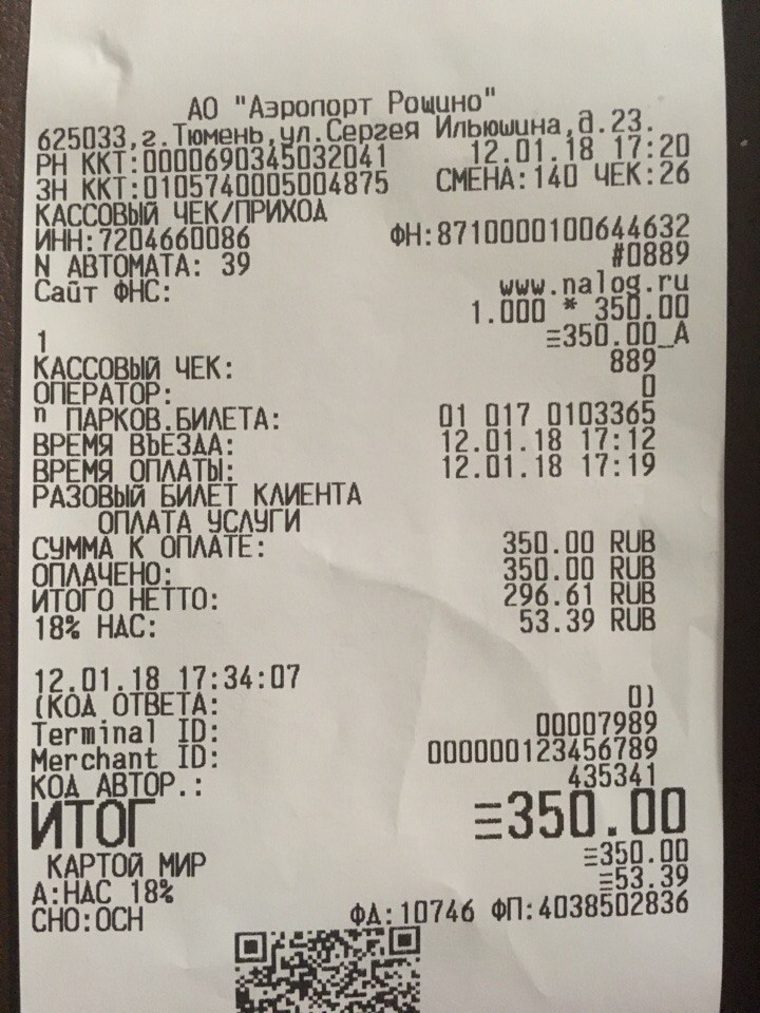 АО "Аэропорт Рощино"
625033,г.Тюмень,ул.Сергея Ильюшина,д.23.
РН ККТ:0000690345032041 12.01.18 17:20
ЗН ККТ:0105740005004875 СМЕНА:140 ЧЕК:26
КАССОВЫЙ ЧЕК/ПРИХОД
ИНН:7204660086 ФН:8710000100644632
#0889
N АВТОМАТА: 39
Сайт ФНС: www.nalog.ru
1.000 * 350.00
1 ≡350.00_А
КАССОВЫЙ ЧЕК: 889
ОПЕРАТОР: 0
n ПАРКОВ.БИЛЕТА: 01 017 0103365
ВРЕМЯ ВЪЕЗДА: 12.01.18 17:12
ВРЕМЯ ОПЛАТЫ: 12.01.18 17:19
РАЗОВЫЙ БИЛЕТ КЛИЕНТА
ОПЛАТА УСЛУГИ
СУММА К ОПЛАТЕ: 350.00 RUB
ОПЛАЧЕНО: 350.00 RUB
ИТОГО НЕТТО: 296.61 RUB
18% НДС: 53.39 RUB
12.01.18 17:34:07
(КОД ОТВЕТА: 0)
Terminal ID: 00007989
Merchant ID: 000000123456789
КОД АВТОР.: 435341
ИТОГ ≡350.00
КАРТОЙ МИР ≡350.00
А:НДС 18% ≡53.39
СНО:ОСН ФД:10746 ФП:4038502836